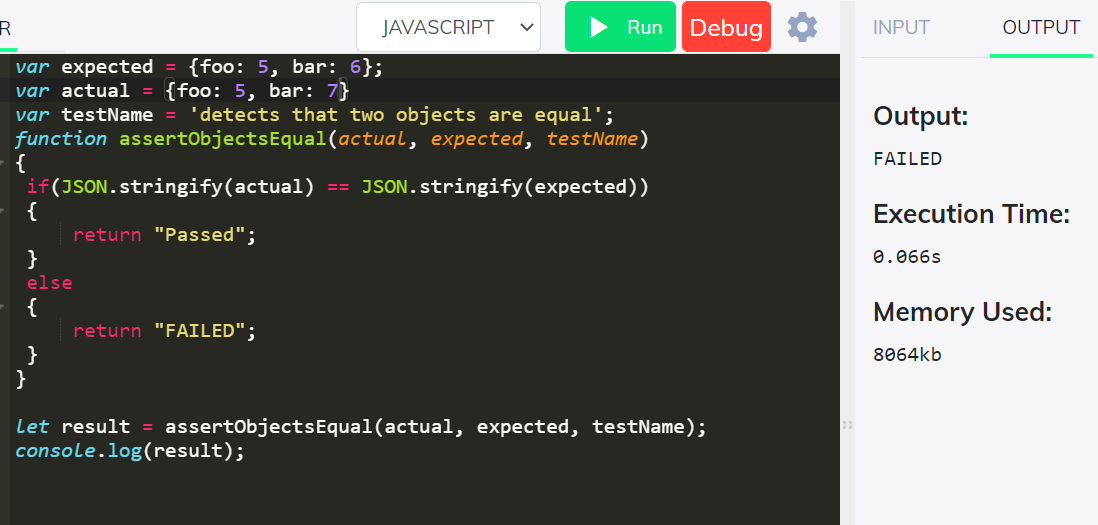 R
JAVASCRIPT
Run
Debug
INPUT
OUTPUT
var expected = {foo: 5, bar: 6};
var actual = {foo: 5, bar: 7}
var testName = 'detects that two objects are equal';
function assertObjectsEqual(actual, expected, testName)
{
if(JSON.stringify(actual) == JSON.stringify(expected))
{
return "Passed";
}
else
{
return "FAILED";
}
}
let result = assertObjectsEqual(actual, expected, testName);
console.log(result);
Output:
FAILED
Execution Time:
0.066s
Memory Used:
8064kb